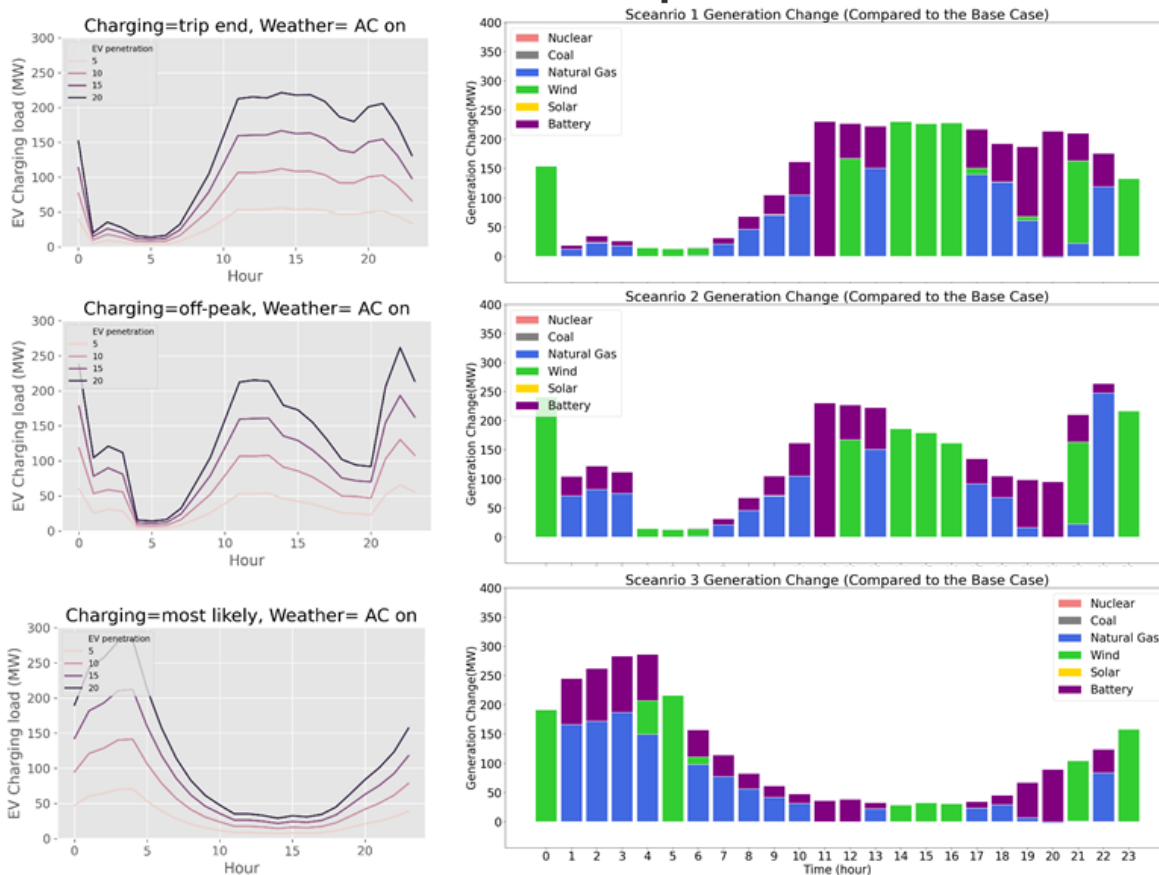 Charging=trip end, Weather= AC on
EV Charging load (MW)
300
250
200
150
100
50
0
EV penetration
5
10
15
20
0
5
10
15
20
Hour
Sceanrio 1 Generation Change (Compared to the Base Case)
Generation Change(MW)
400
350
300
250
200
150
100
50
0
Nuclear
Coal
Natural Gas
Wind
Solar
Battery
Charging=off-peak, Weather= AC on
EV Charging load (MW)
300
250
200
150
100
50
0
EV penetration
5
10
15
20
0
5
10
15
20
Hour
Sceanrio 2 Generation Change (Compared to the Base Case)
Generation Change(MW)
400
350
300
250
200
150
100
50
0
Nuclear
Coal
Natural Gas
Wind
Solar
Battery
Charging=most likely, Weather= AC on
EV Charging load (MW)
300
250
200
150
100
50
0
EV penetration
5
10
15
20
0
5
10
15
20
Hour
Sceanrio 3 Generation Change (Compared to the Base Case)
Generation Change(MW)
400
350
300
250
200
150
100
50
0
Nuclear
Coal
Natural Gas
Wind
Solar
Battery
0 1 2 3 4 5 6 7 8 9 10 11 12 13 14 15 16 17 18 19 20 21 22 23
Time (hour)